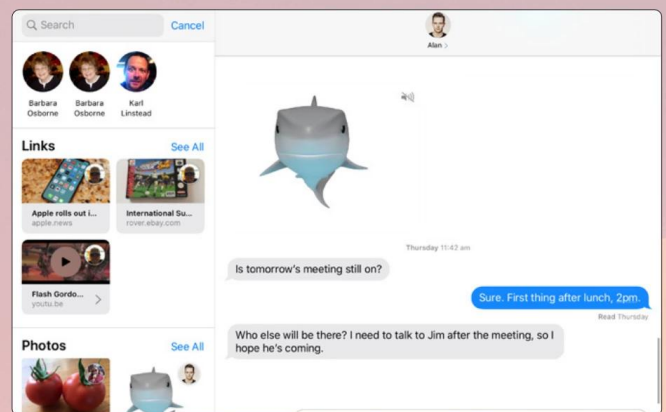 Search
Cancel
Barbara
Osborne
Barbara
Osborne
Karl
Linstead
Links
See All
Apple rolls out i...
apple.news
International Su...
rover.ebay.com
Flash Gordo...
youtu.be
Photos
See All
Alan
Thursday 11:42 am
Is tomorrow's meeting still on?
Sure. First thing after lunch, 2pm.
Read Thursday
Who else will be there? I need to talk to Jim after the meeting, so I
hope he's coming.